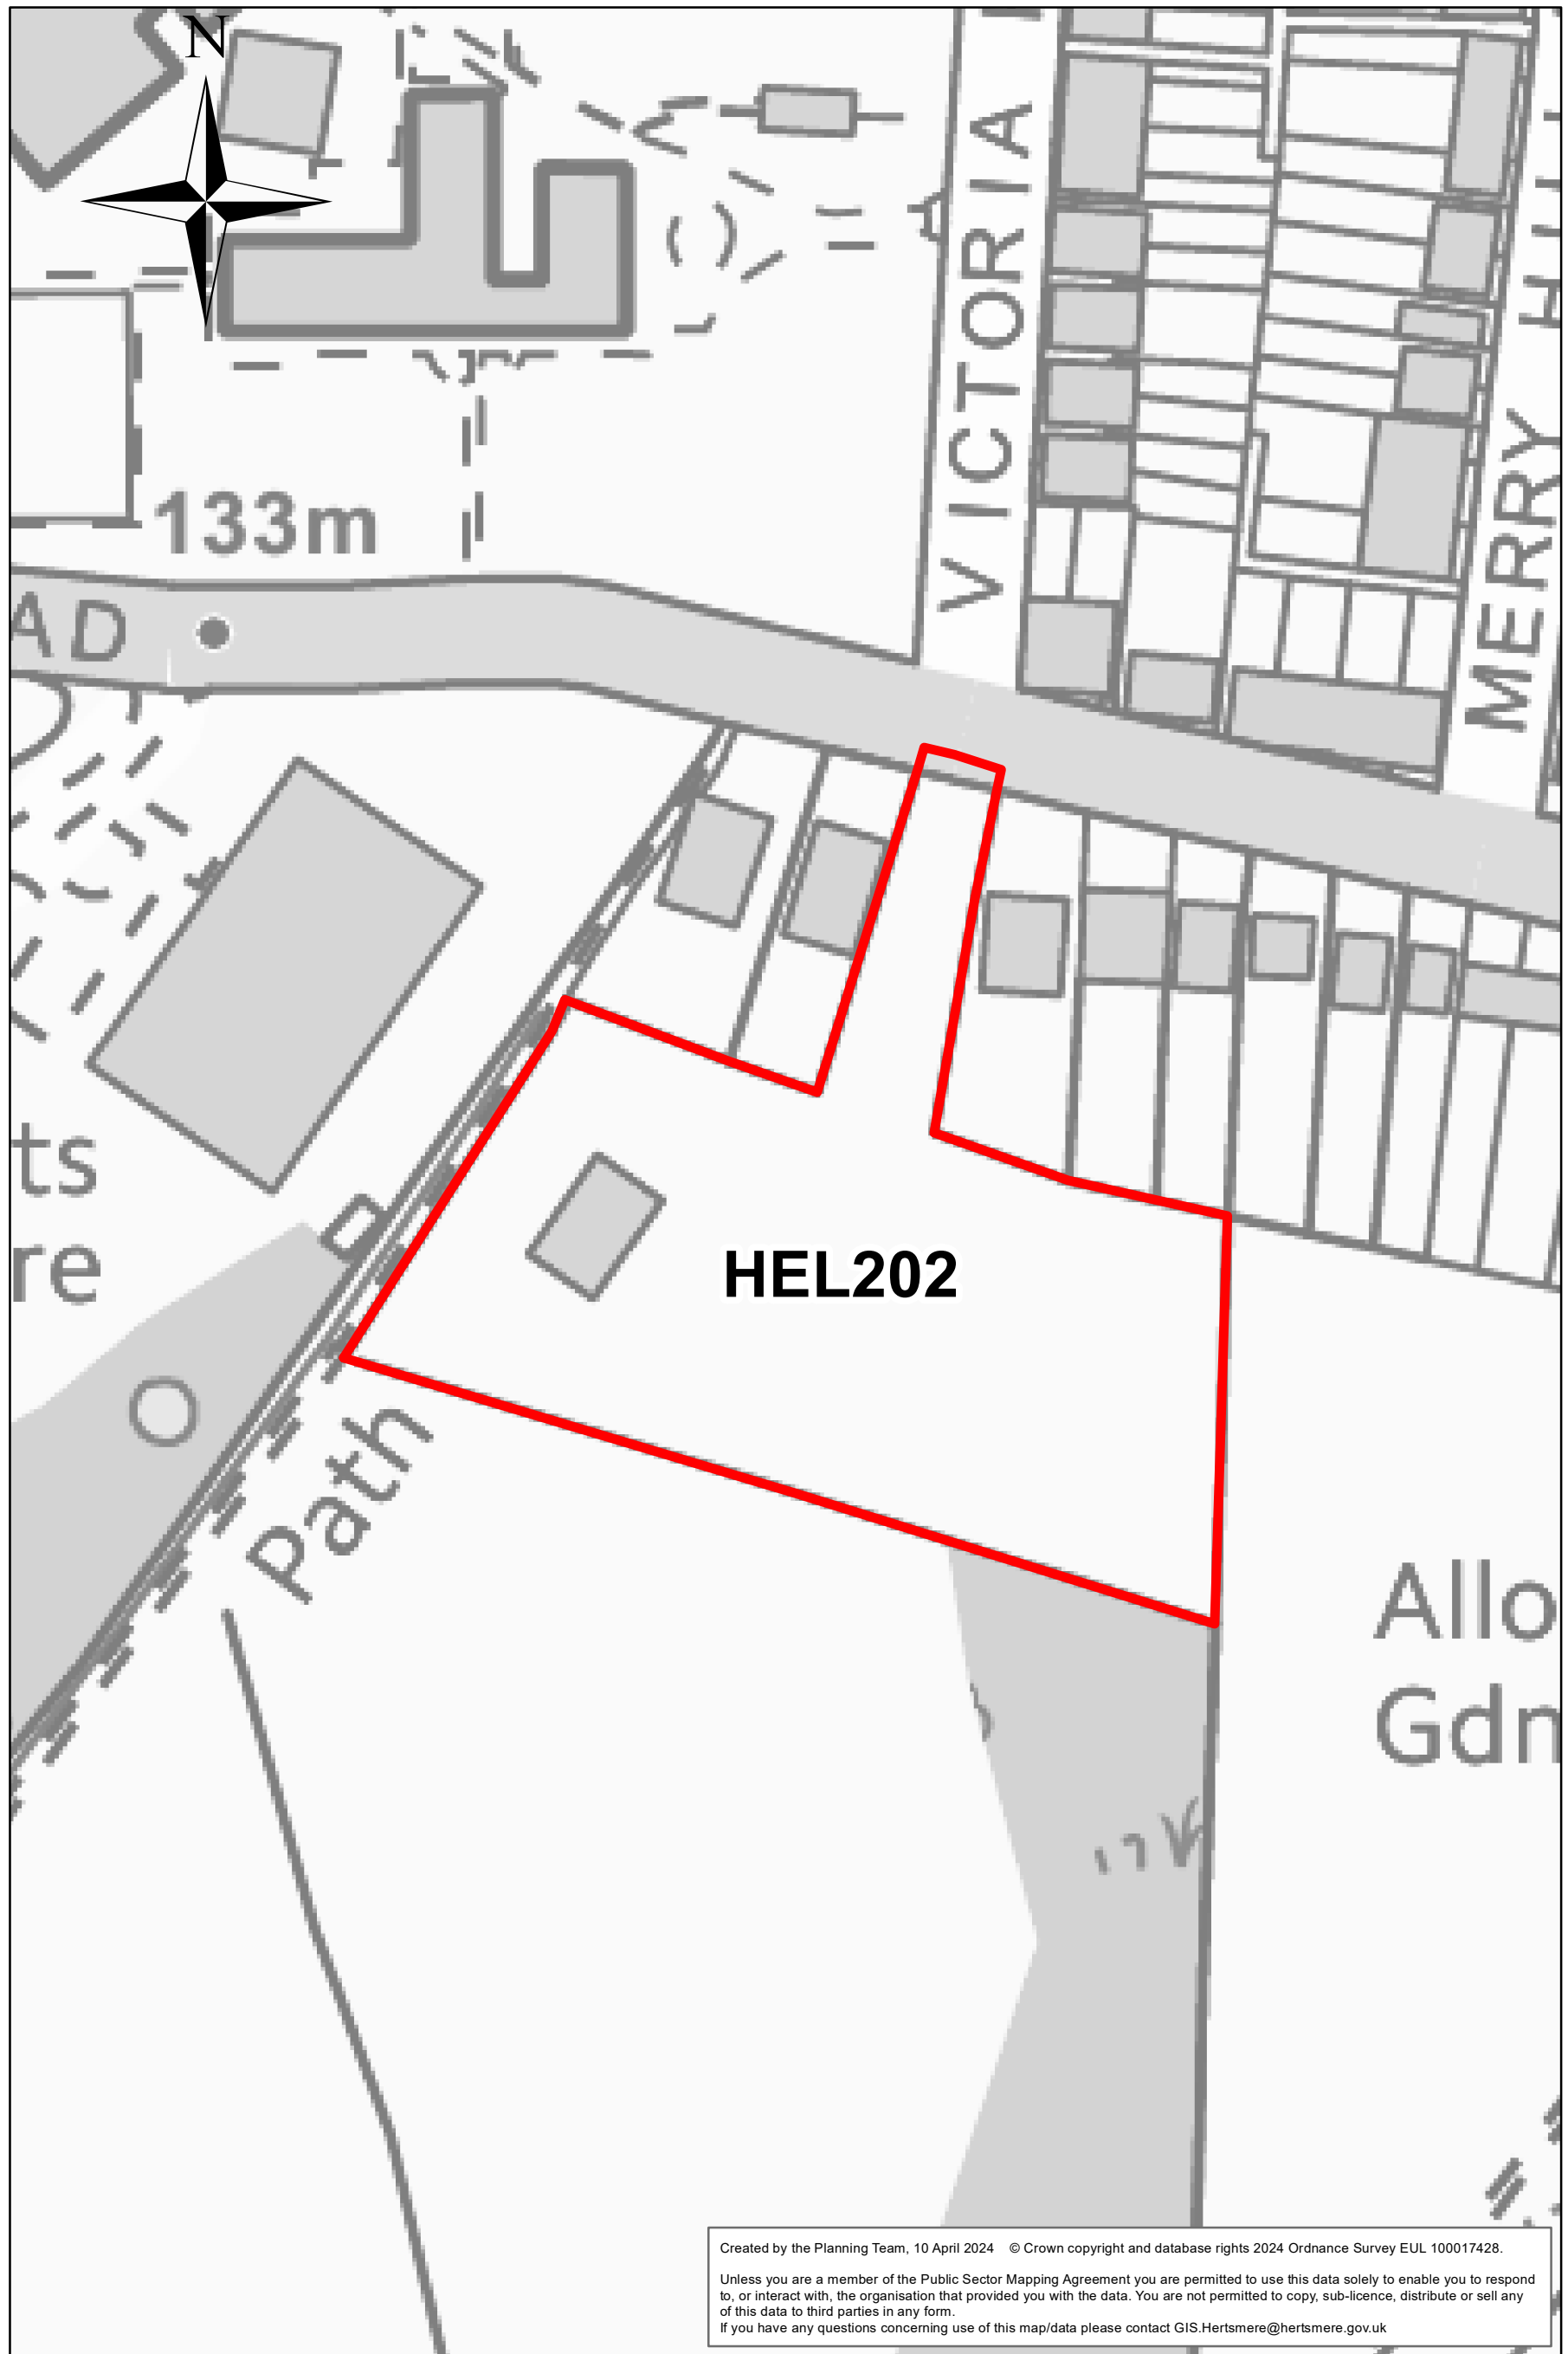 N
VICTORIA
MERRY HILL
133m
AD
ts
re
HEL202
Path
Allo
Gdn
Created by the Planning Team, 10 April 2024 © Crown copyright and database rights 2024 Ordnance Survey EUL 100017428.
Unless you are a member of the Public Sector Mapping Agreement you are permitted to use this data solely to enable you to respond
to, or interact with, the organisation that provided you with the data. You are not permitted to copy, sub-licence, distribute or sell any
of this data to third parties in any form.
If you have any questions concerning use of this map/data please contact GIS.Hertsmere@hertsmere.gov.uk